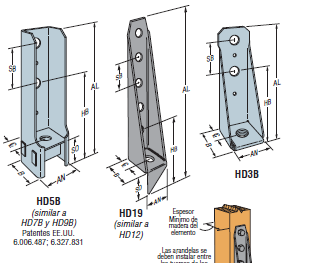 SB
AL
HB
SO
E
B
AN
HD5B
(similar a
HD7B y HD9B)
Patentes EE.UU.
6.006.487; 6.327.831
SB
AL
HB
E
B
SO
AN
HD19
(similar a
HD12)
SB
AL
HB
E
B
AN
HD3B
Espesor
Mínimo de
madera del
elemento
Las arandelas se
deben instalar entre